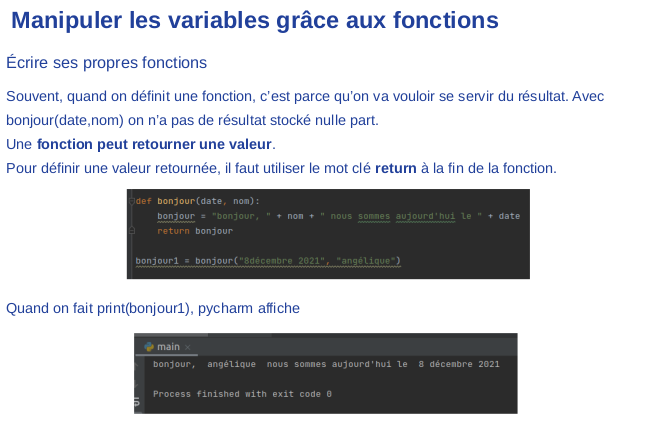 Manipuler les variables grâce aux fonctions
Écrire ses propres fonctions
Souvent, quand on définit une fonction, c'est parce qu'on va vouloir se servir du résultat. Avec
bonjour(date,nom) on n'a pas de résultat stocké nulle part.
Une fonction peut retourner une valeur.
Pour définir une valeur retournée, il faut utiliser le mot clé return à la fin de la fonction.
def bonjour(date, nom):
    bonjour = "bonjour, " + nom + " nous sommes aujourd'hui le " + date
    return bonjour
bonjour1 = bonjour("8décembre 2021", "angélique")
Quand on fait print(bonjour1), pycharm affiche
main ×
bonjour,  angélique  nous sommes aujourd'hui le  8 décembre 2021
Process finished with exit code 0